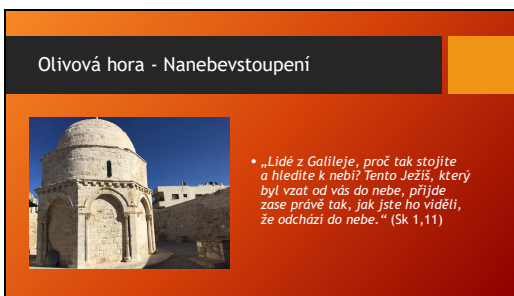 Olivová hora - Nanebevstoupení
• „Lidé z Galileje, proč tak stojíte
a hledíte k nebi? Tento Ježíš, který
byl vzat od vás do nebe, přijde
zase právě tak, jak jste ho viděli,
že odchází do nebe.“ (Sk 1,11)